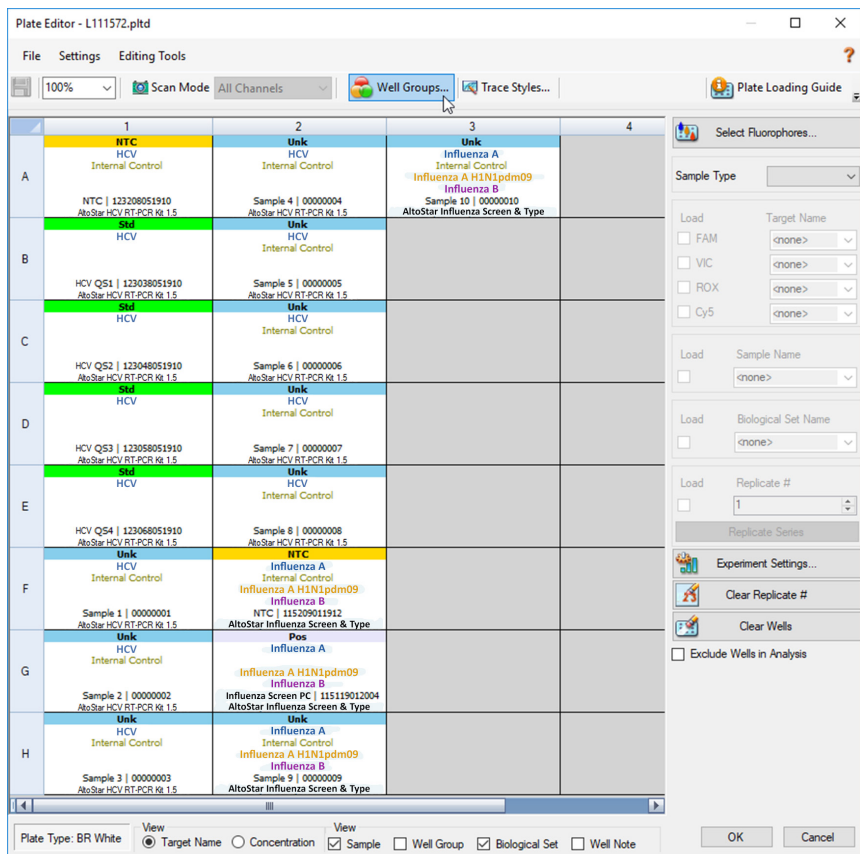 Plate Editor - L111572.pltd
File Settings Editing Tools ?
100% Scan Mode All Channels Well Groups... Trace Styles... Plate Loading Guide
1 2 3 4
A
NTC
HCV
Internal Control
NTC | 123208051910
AltoStar HCV RT-PCR Kit 1.5
Unk
HCV
Internal Control
Sample 4 | 00000004
AltoStar HCV RT-PCR Kit 1.5
Unk
Influenza A
Internal Control
Influenza A H1N1pdm09
Influenza B
Sample 10 | 00000010
AltoStar Influenza Screen & Type
B
Std
HCV
HCV QS1 | 123038051910
AltoStar HCV RT-PCR Kit 1.5
Unk
HCV
Internal Control
Sample 5 | 00000005
AltoStar HCV RT-PCR Kit 1.5
C
Std
HCV
HCV QS2 | 123048051910
AltoStar HCV RT-PCR Kit 1.5
Unk
HCV
Internal Control
Sample 6 | 00000006
AltoStar HCV RT-PCR Kit 1.5
D
Std
HCV
HCV QS3 | 123058051910
AltoStar HCV RT-PCR Kit 1.5
Unk
HCV
Internal Control
Sample 7 | 00000007
AltoStar HCV RT-PCR Kit 1.5
E
Std
HCV
HCV QS4 | 123068051910
AltoStar HCV RT-PCR Kit 1.5
Unk
HCV
Internal Control
Sample 8 | 00000008
AltoStar HCV RT-PCR Kit 1.5
F
Unk
HCV
Internal Control
Sample 1 | 00000001
AltoStar HCV RT-PCR Kit 1.5
NTC
Influenza A
Internal Control
Influenza A H1N1pdm09
Influenza B
NTC | 115209011912
AltoStar Influenza Screen & Type
G
Unk
HCV
Internal Control
Sample 2 | 00000002
AltoStar HCV RT-PCR Kit 1.5
Pos
Influenza A
Influenza A H1N1pdm09
Influenza B
Influenza Screen PC | 115119012004
AltoStar Influenza Screen & Type
H
Unk
HCV
Internal Control
Sample 3 | 00000003
AltoStar HCV RT-PCR Kit 1.5
Unk
Influenza A
Internal Control
Influenza A H1N1pdm09
Influenza B
Sample 9 | 00000009
AltoStar Influenza Screen & Type
Select Fluorophores...
Sample Type
Load Target Name
FAM <none>
VIC <none>
ROX <none>
Cy5 <none>
Load Sample Name
<none>
Load Biological Set Name
<none>
Load Replicate #
1
Replicate Series
Experiment Settings...
Clear Replicate #
Clear Wells
Exclude Wells in Analysis
Plate Type: BR White
View
Target Name Concentration
View
Sample Well Group Biological Set Well Note
OK Cancel